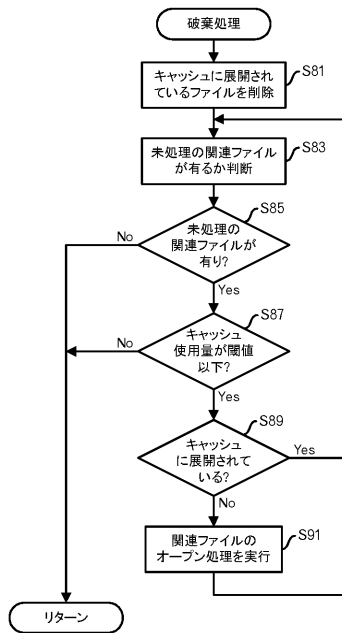 破棄処理
キャッシュに展開され
ているファイルを削除
S81
未処理の関連ファイル
が有るか判断
S83
未処理の
関連ファイルが
有り?
S85
No
Yes
キャッシュ
使用量が閾値
以下?
S87
No
Yes
キャッシュ
に展開されて
いる?
S89
Yes
No
関連ファイルの
オープン処理を実行
S91
リターン